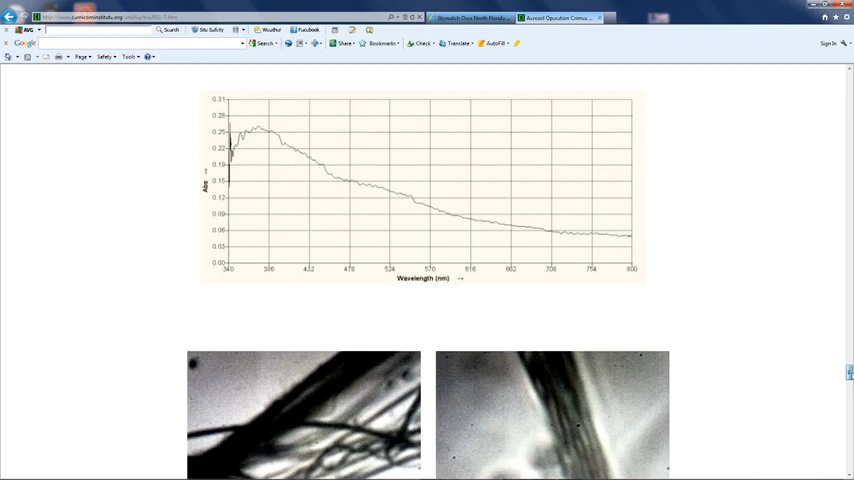 Skywatch Over North Florida
Aerosol Operation Crimes
AVG
Search
Site Safety
Weather
Facebook
Google
Search
Share
Bookmarks
Check
Translate
AutoFill
Sign In
Page
Safety
Tools
0.31
0.28
0.25
0.22
0.19
0.15
0.12
0.09
0.06
0.03
0.00
Abs
340 386 432 478 524 570 616 662 708 754 800
Wavelength (nm)